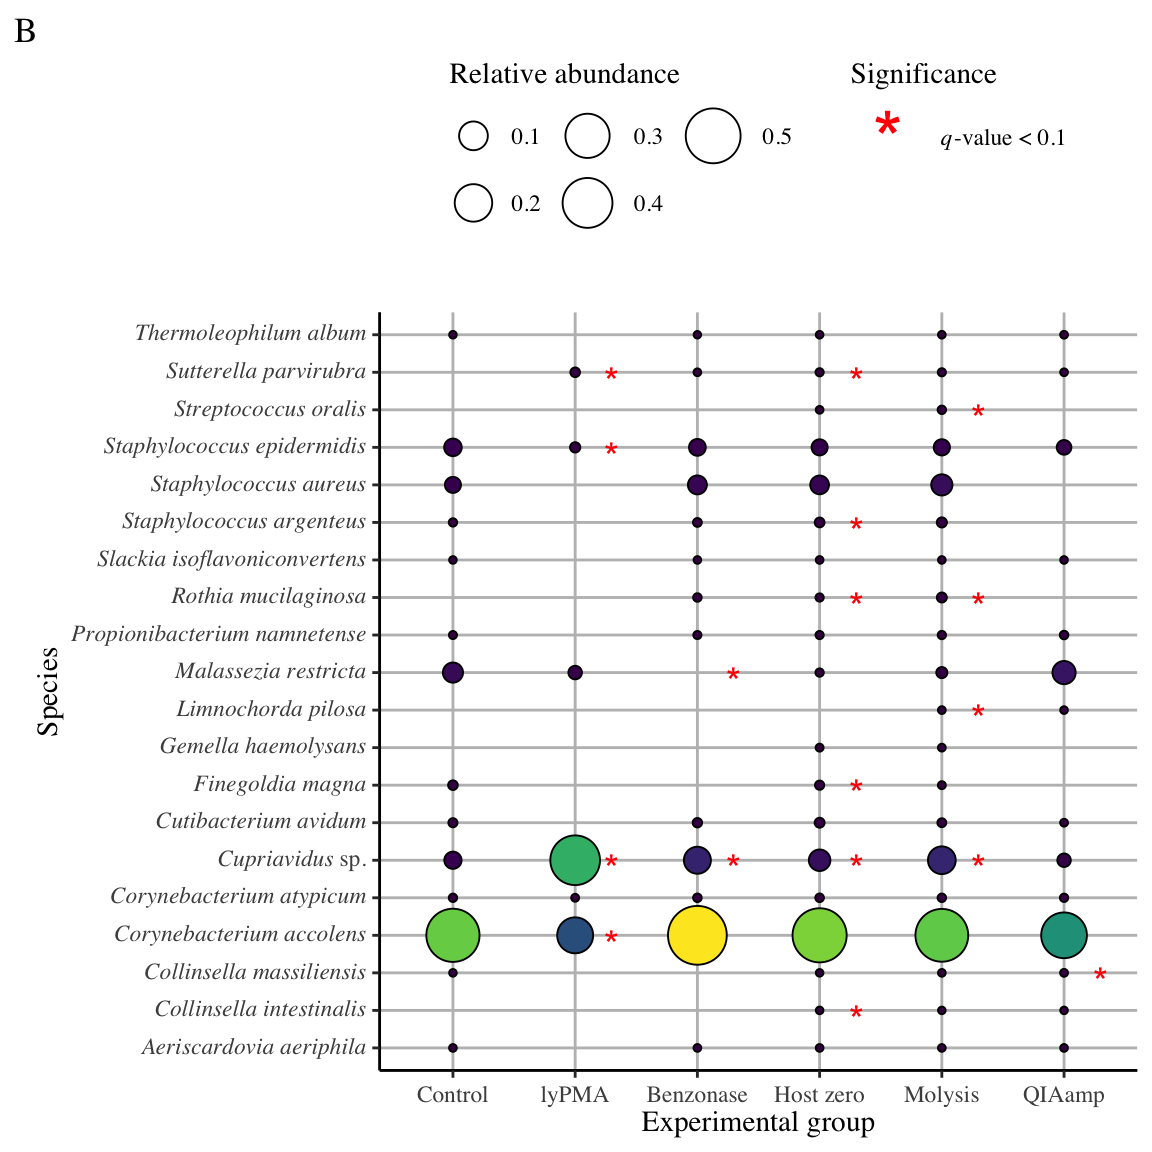 B
Relative abundance
Significance
0.1 0.3 0.5
0.2 0.4
* q-value < 0.1
Thermoleophilum album
Sutterella parvirubra
* *
Streptococcus oralis
*
Staphylococcus epidermidis
*
Staphylococcus aureus
Staphylococcus argenteus
*
Slackia isoflavoniconvertens
Rothia mucilaginosa
* *
Propionibacterium namnetense
Malassezia restricta
*
Limnochorda pilosa
*
Gemella haemolysans
Finegoldia magna
*
Cutibacterium avidum
Cupriavidus sp.
* * * *
Corynebacterium atypicum
Corynebacterium accolens
*
Collinsella massiliensis
*
Collinsella intestinalis
*
Aeriscardovia aeriphila
Species
Control lyPMA Benzonase Host zero Molysis QIAamp
Experimental group